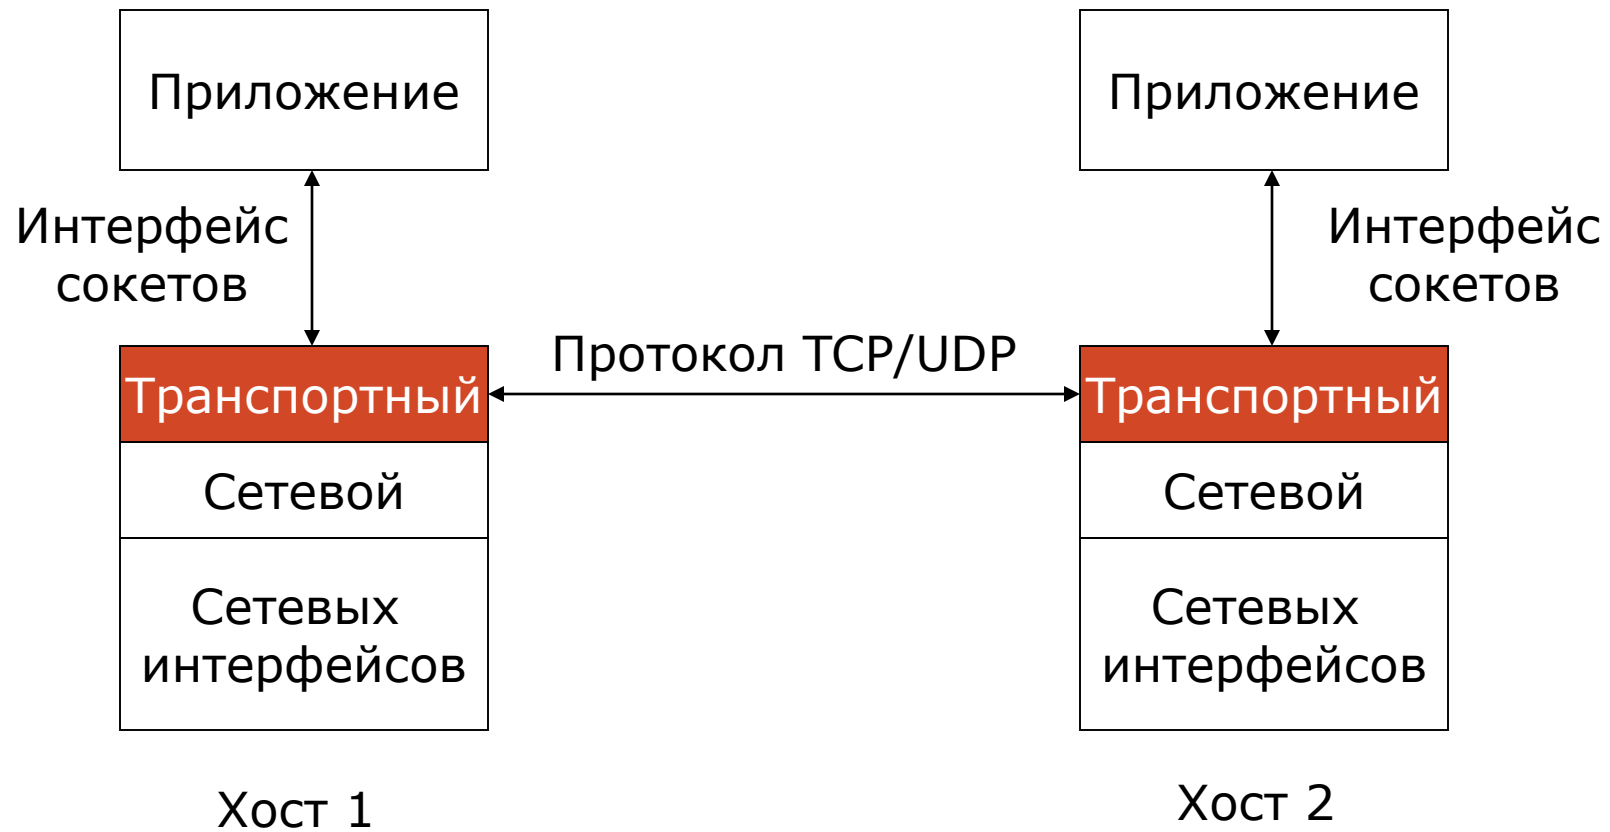 Приложение
Приложение
Интерфейс
сокетов
Интерфейс
сокетов
Протокол TCP/UDP
Транспортный
Транспортный
Сетевой
Сетевой
Сетевых
интерфейсов
Сетевых
интерфейсов
Хост 1
Хост 2